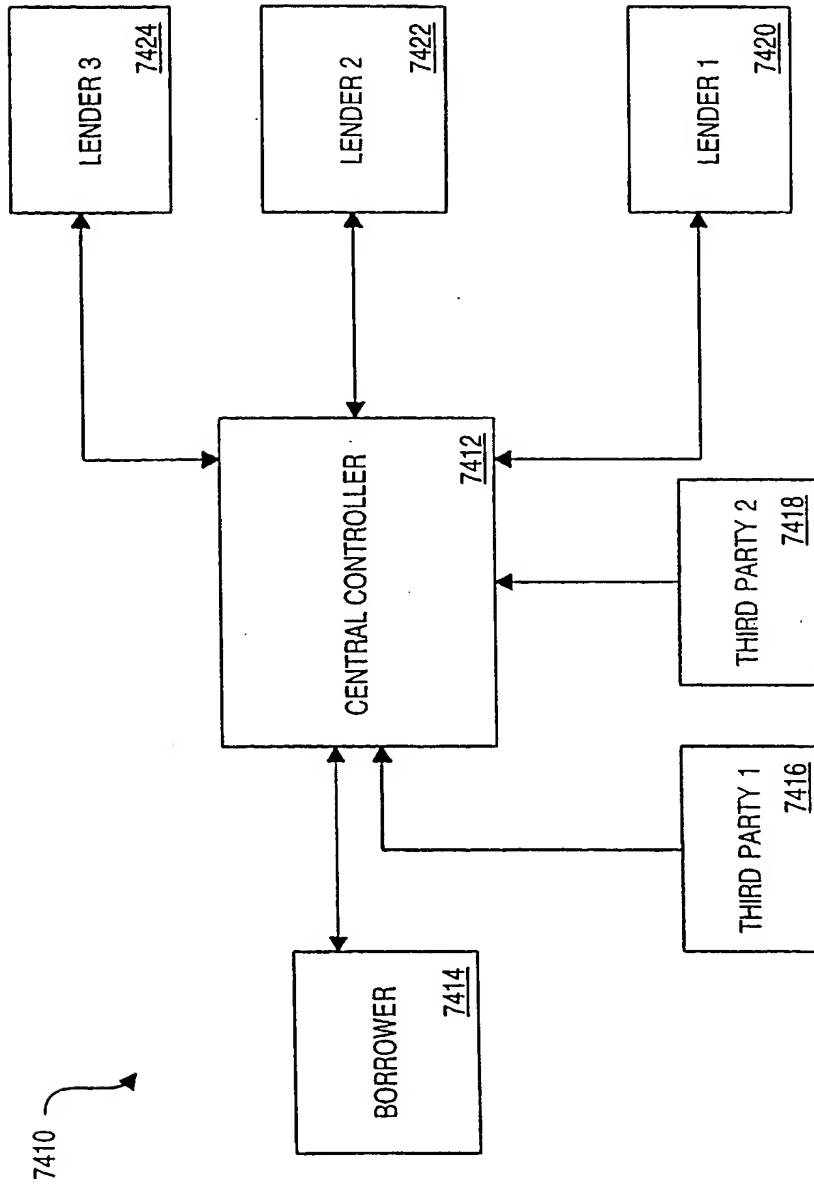 7410
BORROWER
7414
CENTRAL CONTROLLER
7412
THIRD PARTY 1
7416
THIRD PARTY 2
7418
LENDER 3
7424
LENDER 2
7422
LENDER 1
7420